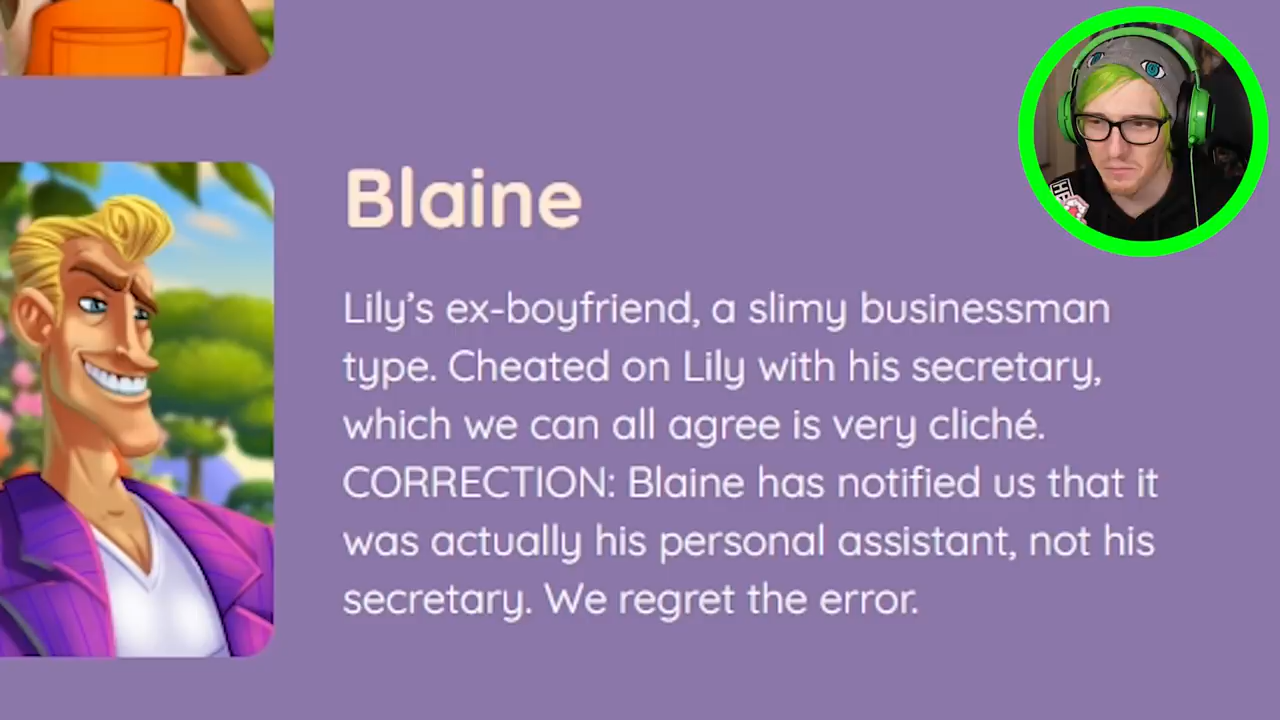 Blaine
Lily’s ex-boyfriend, a slimy businessman
type. Cheated on Lily with his secretary,
which we can all agree is very cliché.
CORRECTION: Blaine has notified us that it
was actually his personal assistant, not his
secretary. We regret the error.